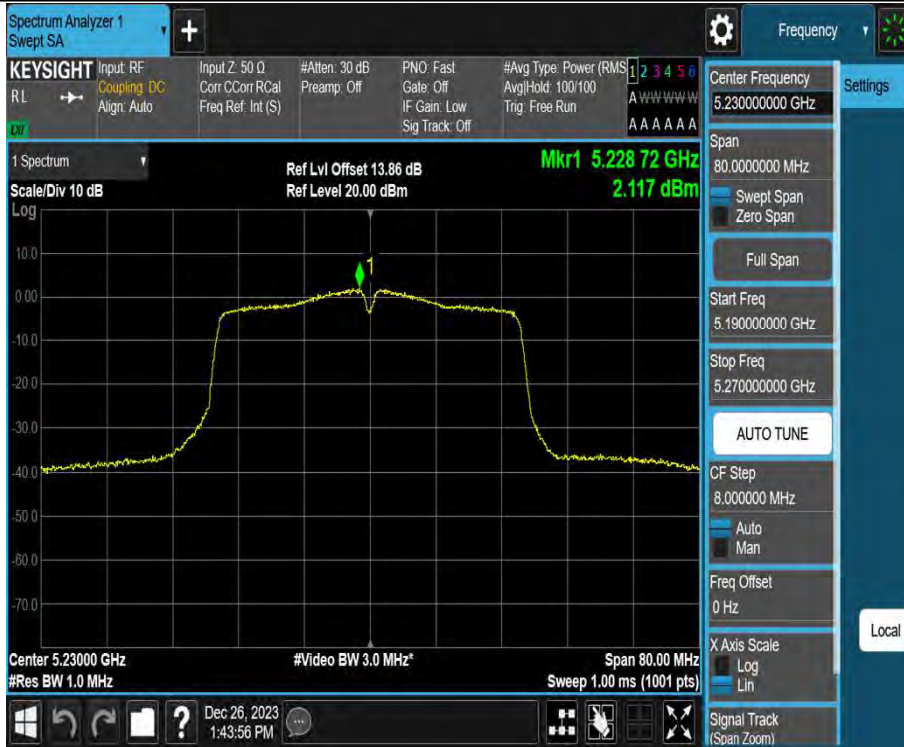 Spectrum Analyzer 1
Swept SA
+
Frequency
KEYSIGHT
R L
LXI
Input: RF
Coupling: DC
Align: Auto
Input Z: 50 Ω
Corr CCorr RCal
Freq Ref: Int (S)
#Atten: 30 dB
Preamp: Off
PNO: Fast
Gate: Off
IF Gain: Low
Sig Track: Off
#Avg Type: Power (RMS
Avg|Hold: 100/100
Trig: Free Run
1 2 3 4 5 6
A W W W W W
A A A A A A
1 Spectrum
Scale/Div 10 dB
Log
Ref Lvl Offset 13.86 dB
Ref Level 20.00 dBm
Mkr1 5.228 72 GHz
2.117 dBm
1
10.0
0.00
-10.0
-20.0
-30.0
-40.0
-50.0
-60.0
-70.0
Center 5.23000 GHz
#Res BW 1.0 MHz
#Video BW 3.0 MHz*
Span 80.00 MHz
Sweep 1.00 ms (1001 pts)
?
Dec 26, 2023
1:43:56 PM
Center Frequency
5.230000000 GHz
Span
80.0000000 MHz
Swept Span
Zero Span
Full Span
Start Freq
5.190000000 GHz
Stop Freq
5.270000000 GHz
AUTO TUNE
CF Step
8.000000 MHz
Auto
Man
Freq Offset
0 Hz
X Axis Scale
Log
Lin
Signal Track
(Span Zoom)
Settings
Local